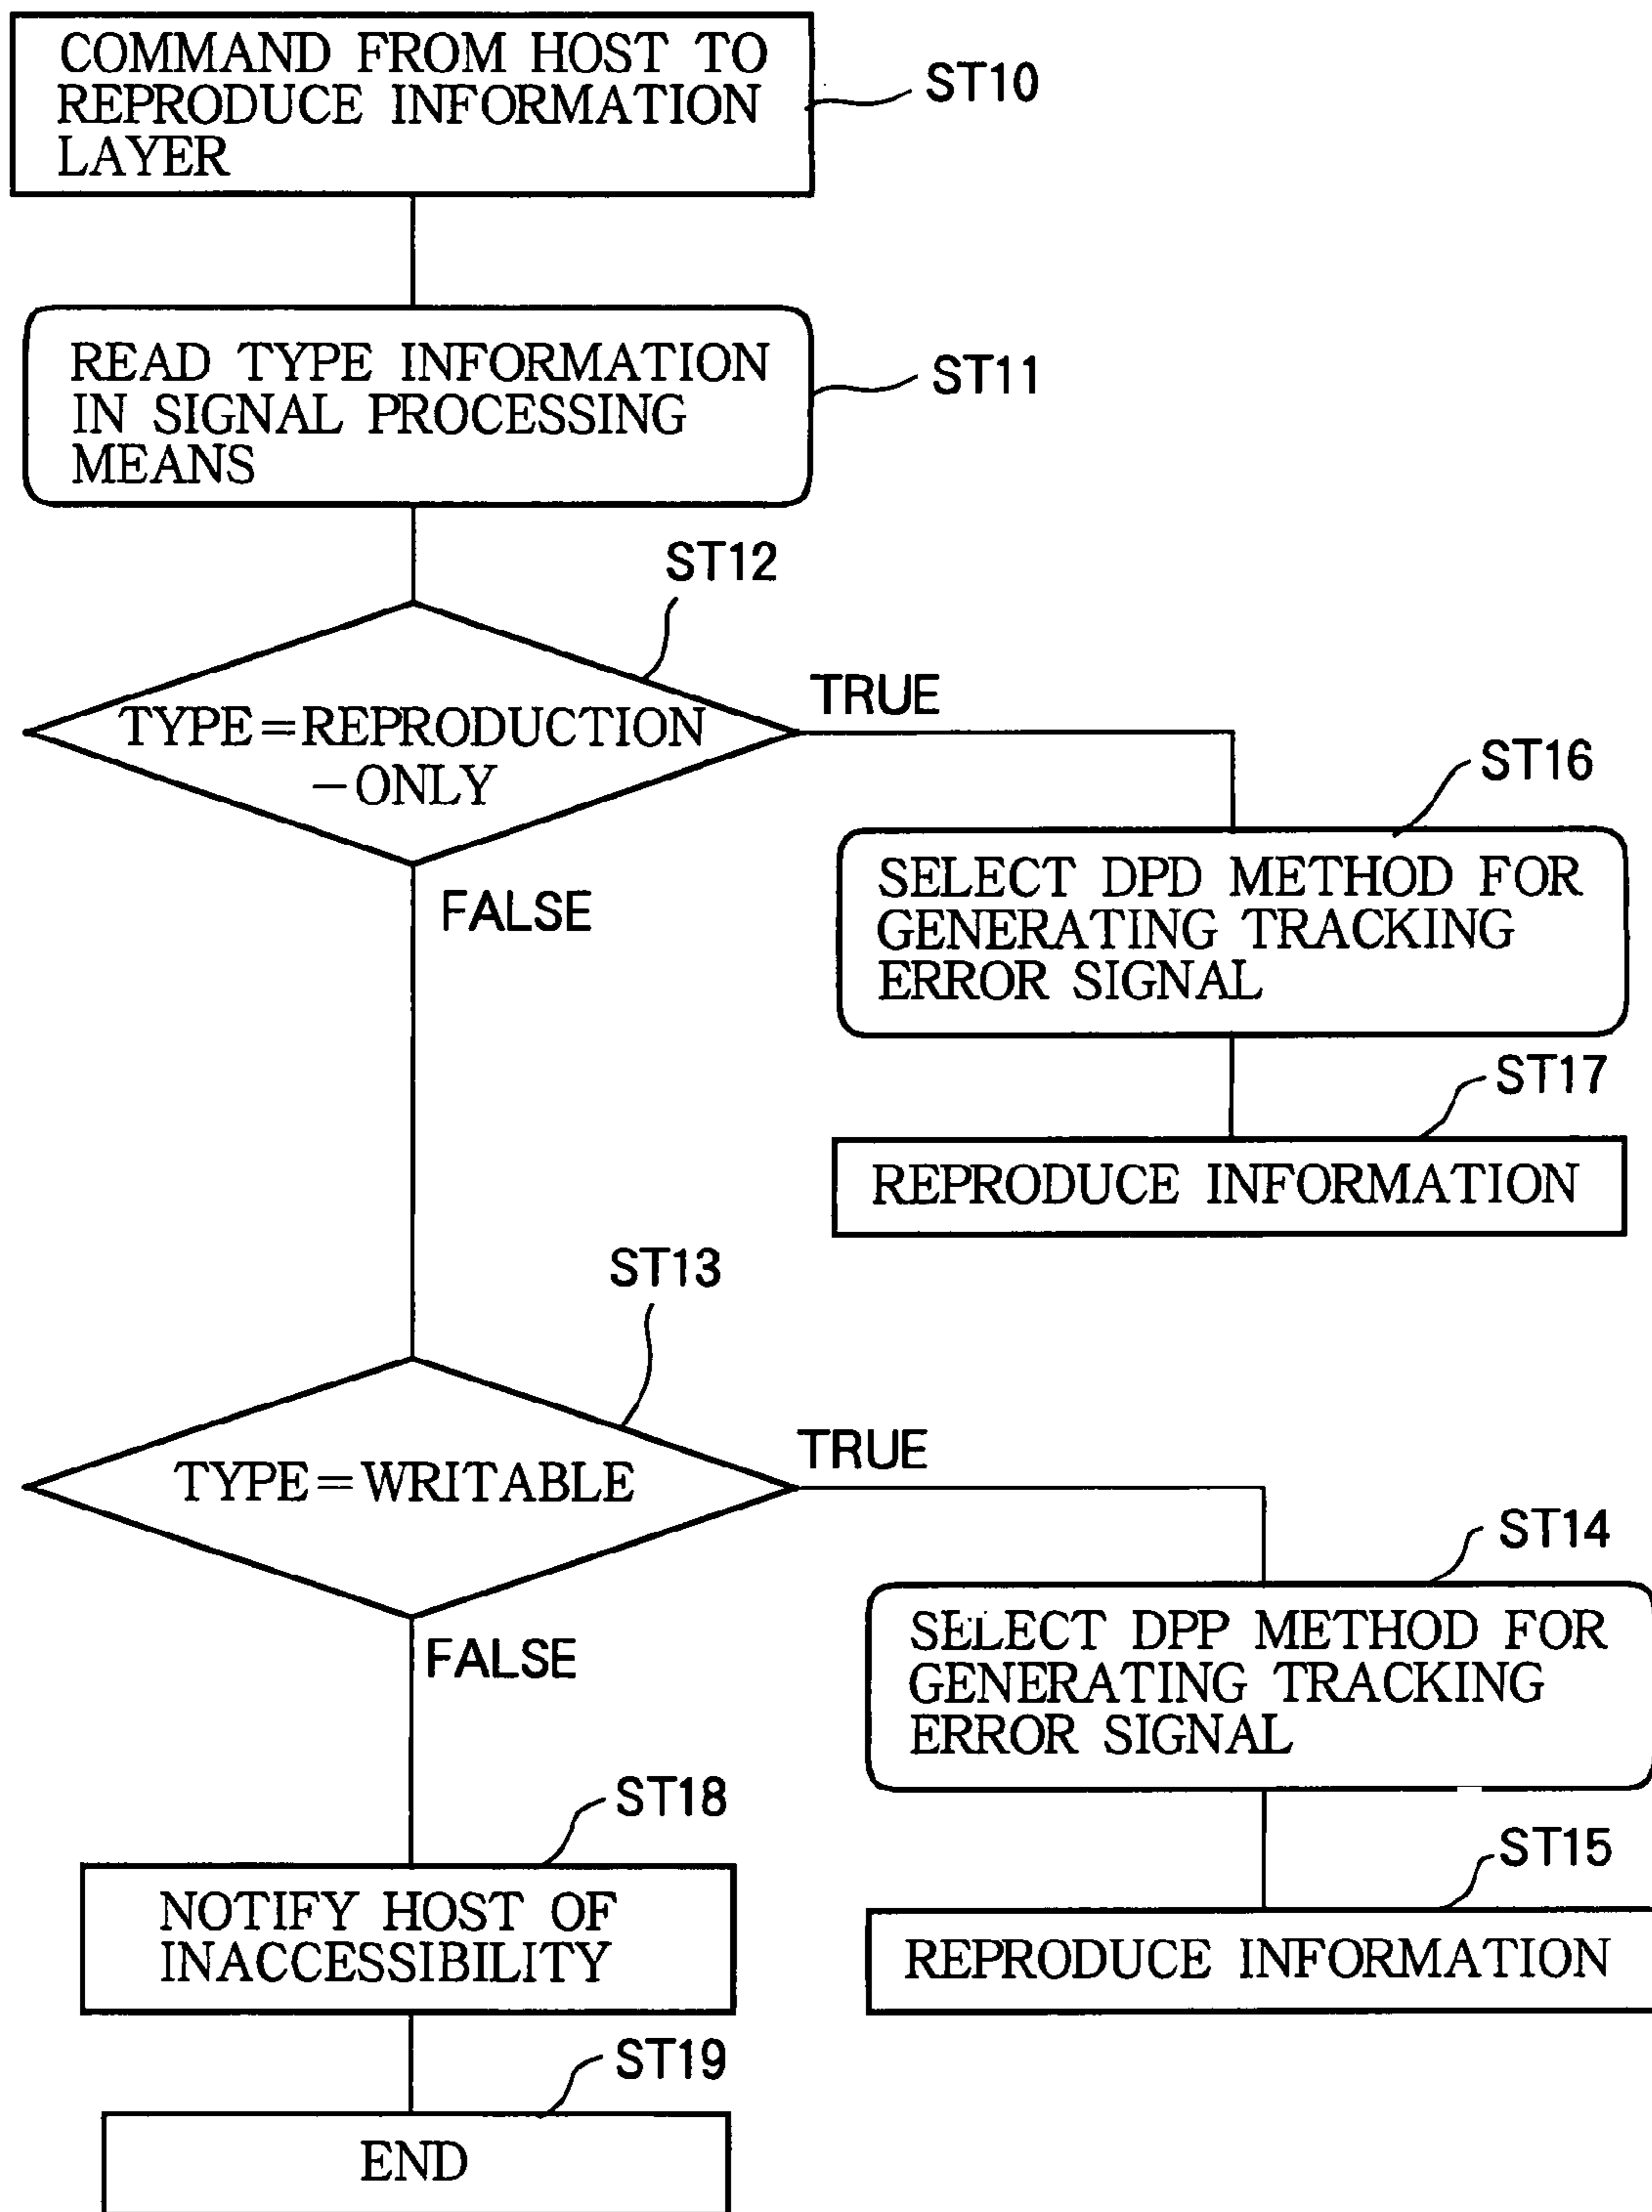 COMMAND FROM HOST TO
REPRODUCE INFORMATION
LAYER
ST10
READ TYPE INFORMATION
IN SIGNAL PROCESSING
MEANS
ST11
ST12
TYPE=REPRODUCTION
-ONLY
TRUE
FALSE
ST16
SELECT DPD METHOD FOR
GENERATING TRACKING
ERROR SIGNAL
ST17
REPRODUCE INFORMATION
ST13
TYPE=WRITABLE
TRUE
FALSE
ST14
SELECT DPP METHOD FOR
GENERATING TRACKING
ERROR SIGNAL
ST15
REPRODUCE INFORMATION
ST18
NOTIFY HOST OF
INACCESSIBILITY
ST19
END